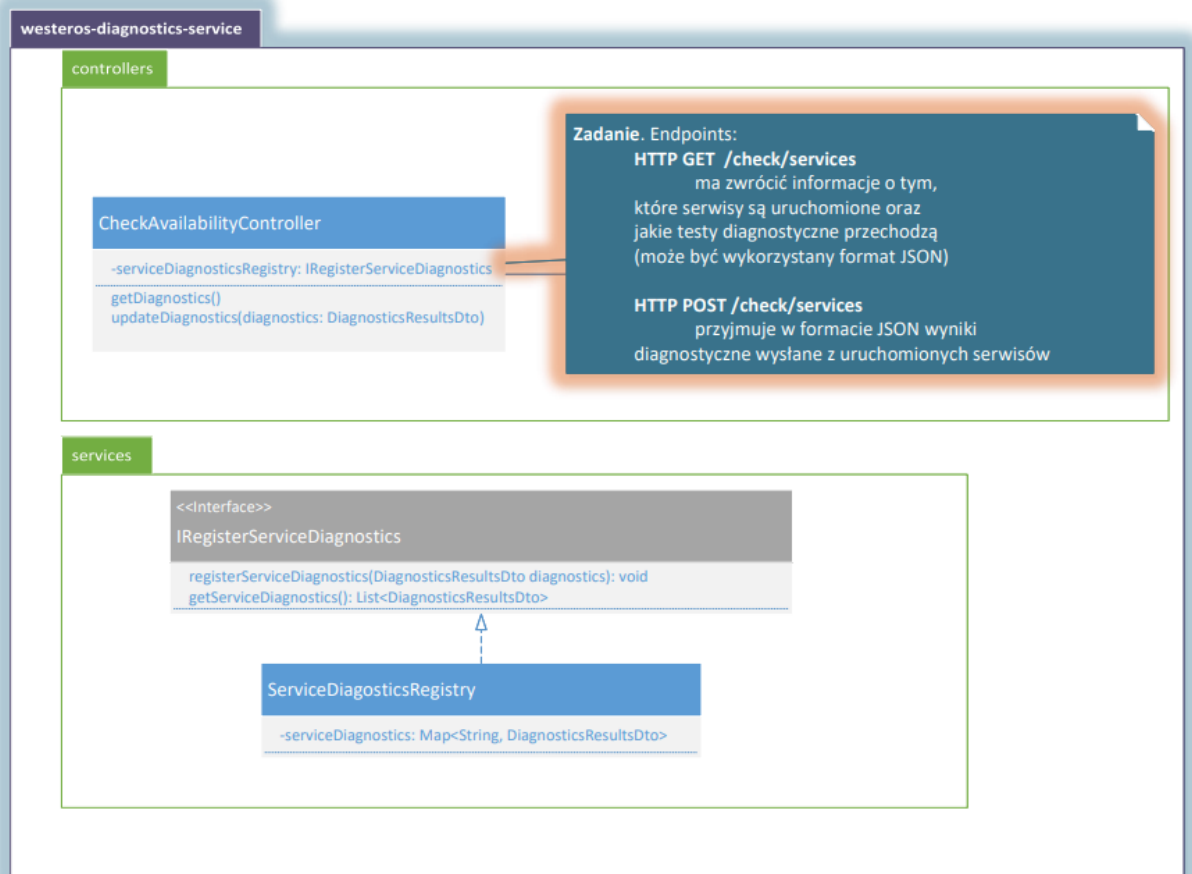 westeros-diagnostics-service
controllers
Zadanie. Endpoints:
HTTP GET /check/services
ma zwrócić informacje o tym,
które serwisy są uruchomione oraz
jakie testy diagnostyczne przechodzą
(może być wykorzystany format JSON)
HTTP POST /check/services
przyjmuje w formacie JSON wyniki
diagnostyczne wysłane z uruchomionych serwisów
CheckAvailabilityController
-serviceDiagnosticsRegistry: IRegisterServiceDiagnostics
getDiagnostics()
updateDiagnostics(diagnostics: DiagnosticsResultsDto)
services
<<Interface>>
IRegisterServiceDiagnostics
registerServiceDiagnostics(DiagnosticsResultsDto diagnostics): void
getServiceDiagnostics(): List<DiagnosticsResultsDto>
ServiceDiagosticsRegistry
-serviceDiagnostics: Map<String, DiagnosticsResultsDto>